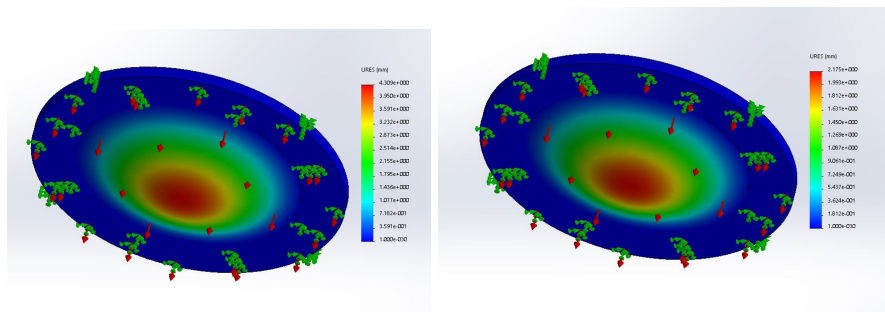 URES (mm)
4.309e+000
3.950e+000
3.591e+000
3.232e+000
2.873e+000
2.514e+000
2.155e+000
1.795e+000
1.436e+000
1.077e+000
7.182e-001
3.591e-001
1.000e-030
URES (mm)
2.175e+000
1.993e+000
1.812e+000
1.631e+000
1.450e+000
1.269e+000
1.087e+000
9.061e-001
7.249e-001
5.437e-001
3.624e-001
1.812e-001
1.000e-030